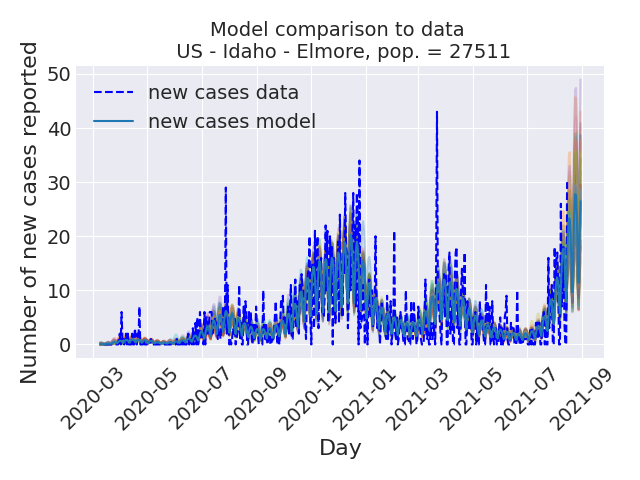 Model comparison to data
US - Idaho - Elmore, pop. = 27511
Number of new cases reported
50
40
30
20
10
0
new cases data
new cases model
2020-03
2020-05
2020-07
2020-09
2020-11
2021-01
2021-03
2021-05
2021-07
2021-09
Day